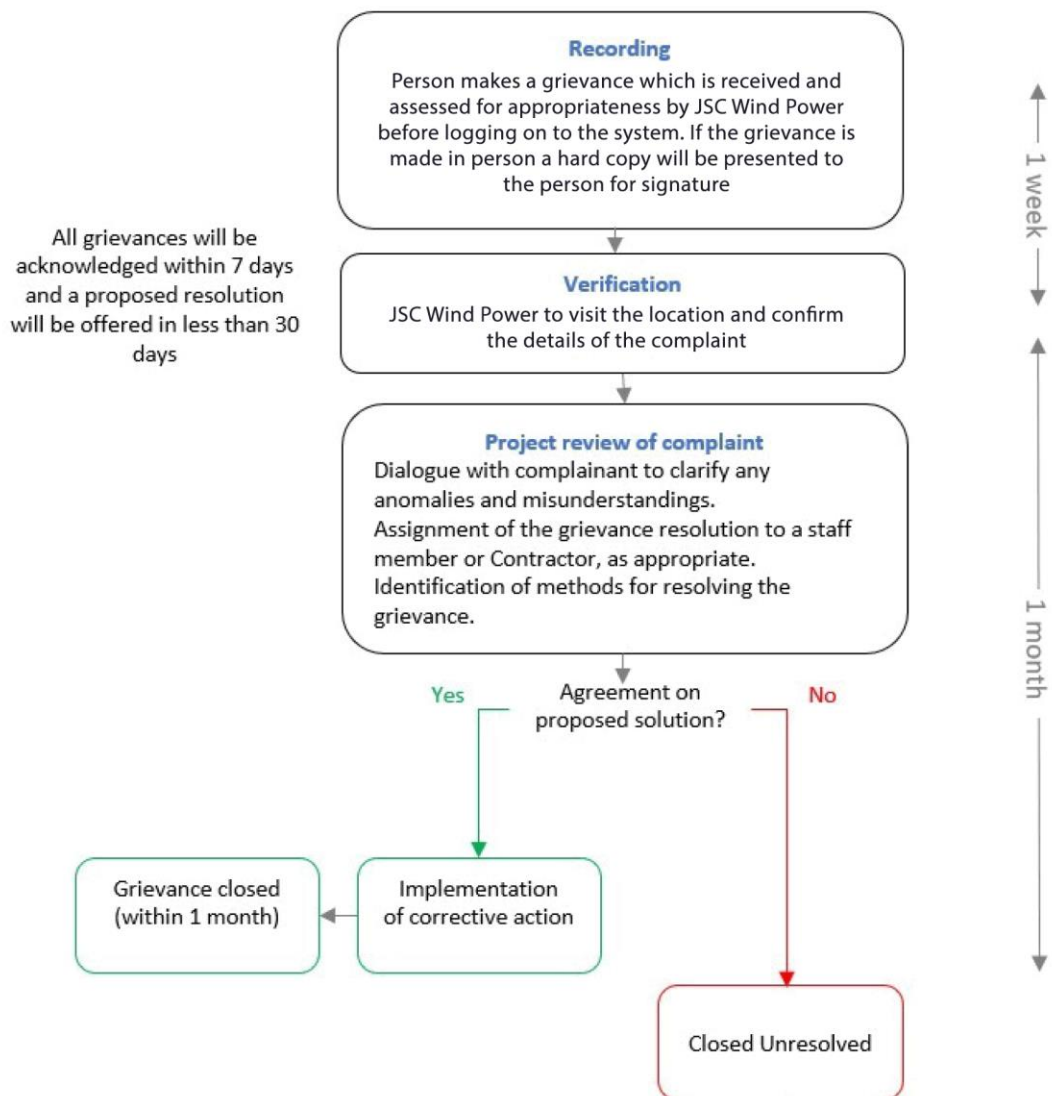 Recording
Person makes a grievance which is received and
assessed for appropriateness by JSC Wind Power
before logging on to the system. If the grievance is
made in person a hard copy will be presented to
the person for signature
1 week
All grievances will be
acknowledged within 7 days
and a proposed resolution
will be offered in less than 30
days
Verification
JSC Wind Power to visit the location and confirm
the details of the complaint
Project review of complaint
Dialogue with complainant to clarify any
anomalies and misunderstandings.
Assignment of the grievance resolution to a staff
member or Contractor, as appropriate.
Identification of methods for resolving the
grievance.
1 month
Yes
Agreement on
proposed solution?
No
Grievance closed
(within 1 month)
Implementation
of corrective action
Closed Unresolved